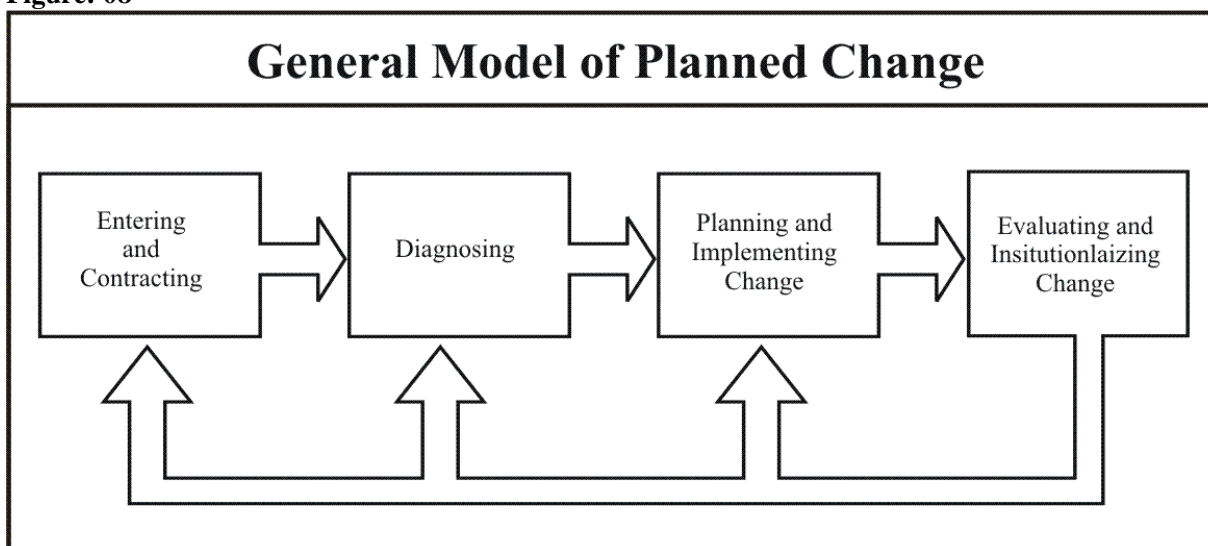 General Model of Planned Change
Entering
and
Contracting
Diagnosing
Planning and
Implementing
Change
Evaluating and
Insitutionlaizing
Change